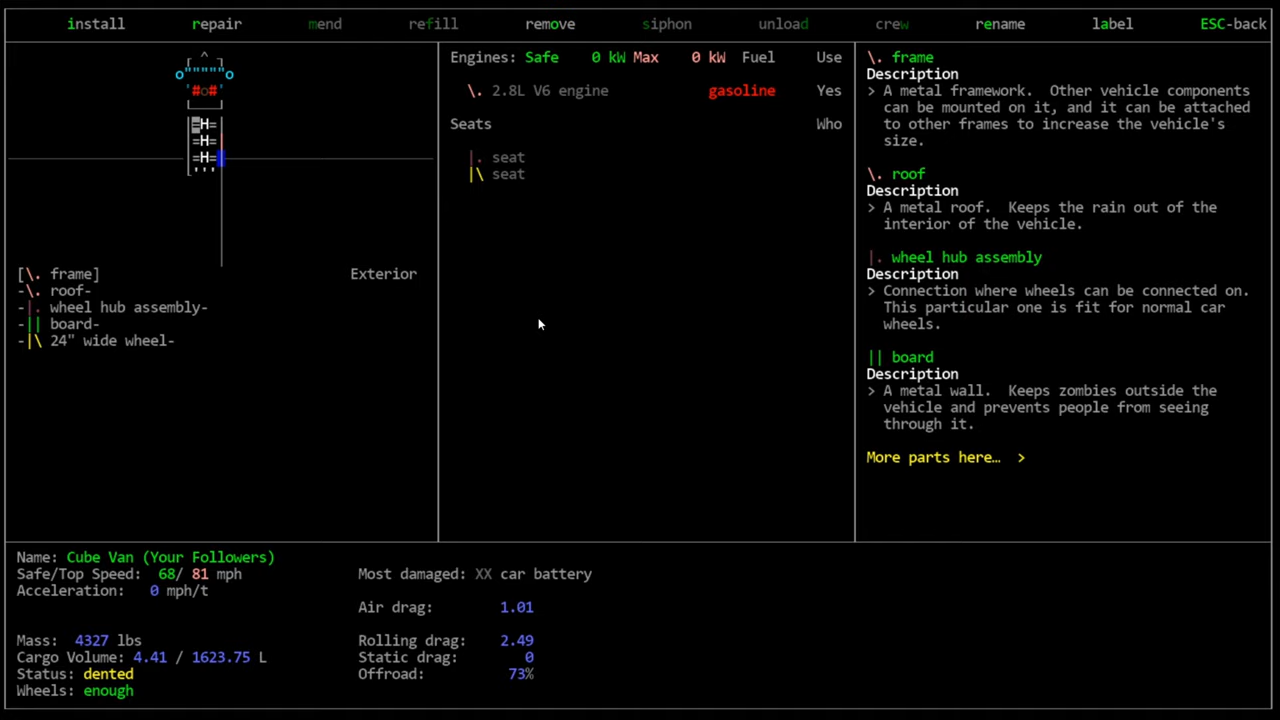 install repair mend refill remove siphon unload crew rename label ESC-back
Engines: Safe 0 kW Max 0 kW Fuel Use
\. 2.8L V6 engine gasoline Yes
Seats Who
|. seat
|\ seat
[\. frame] Exterior
-\. roof-
-|. wheel hub assembly-
-|| board-
-|\ 24" wide wheel-
\. frame
Description
> A metal framework. Other vehicle components
can be mounted on it, and it can be attached
to other frames to increase the vehicle's
size.
\. roof
Description
> A metal roof. Keeps the rain out of the
interior of the vehicle.
|. wheel hub assembly
Description
> Connection where wheels can be connected on.
This particular one is fit for normal car
wheels.
|| board
Description
> A metal wall. Keeps zombies outside the
vehicle and prevents people from seeing
through it.
More parts here… >
Name: Cube Van (Your Followers)
Safe/Top Speed: 68/ 81 mph
Acceleration: 0 mph/t
Mass: 4327 lbs
Cargo Volume: 4.41 / 1623.75 L
Status: dented
Wheels: enough
Most damaged: XX car battery
Air drag: 1.01
Rolling drag: 2.49
Static drag: 0
Offroad: 73%